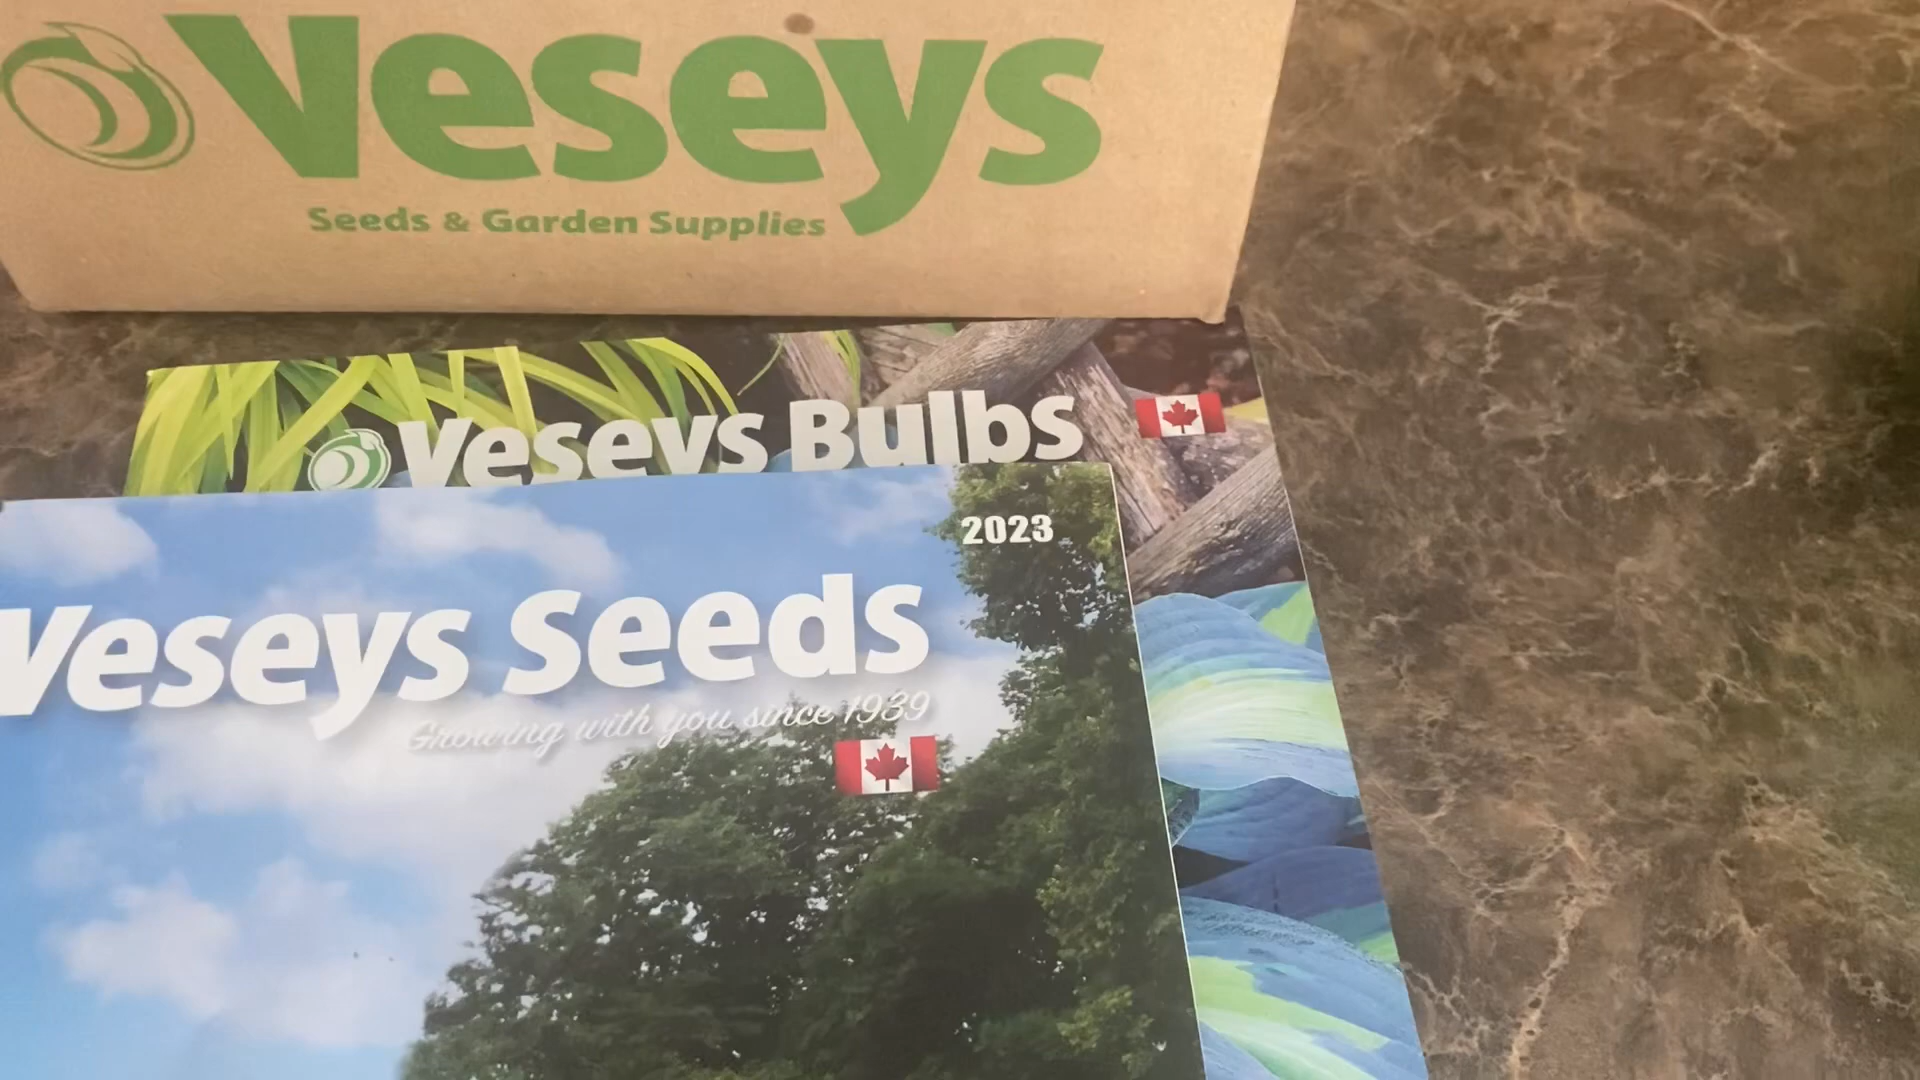 Veseys
Seeds & Garden Supplies
Veseys Bulbs
2023
Veseys Seeds
Growing with you since 1939